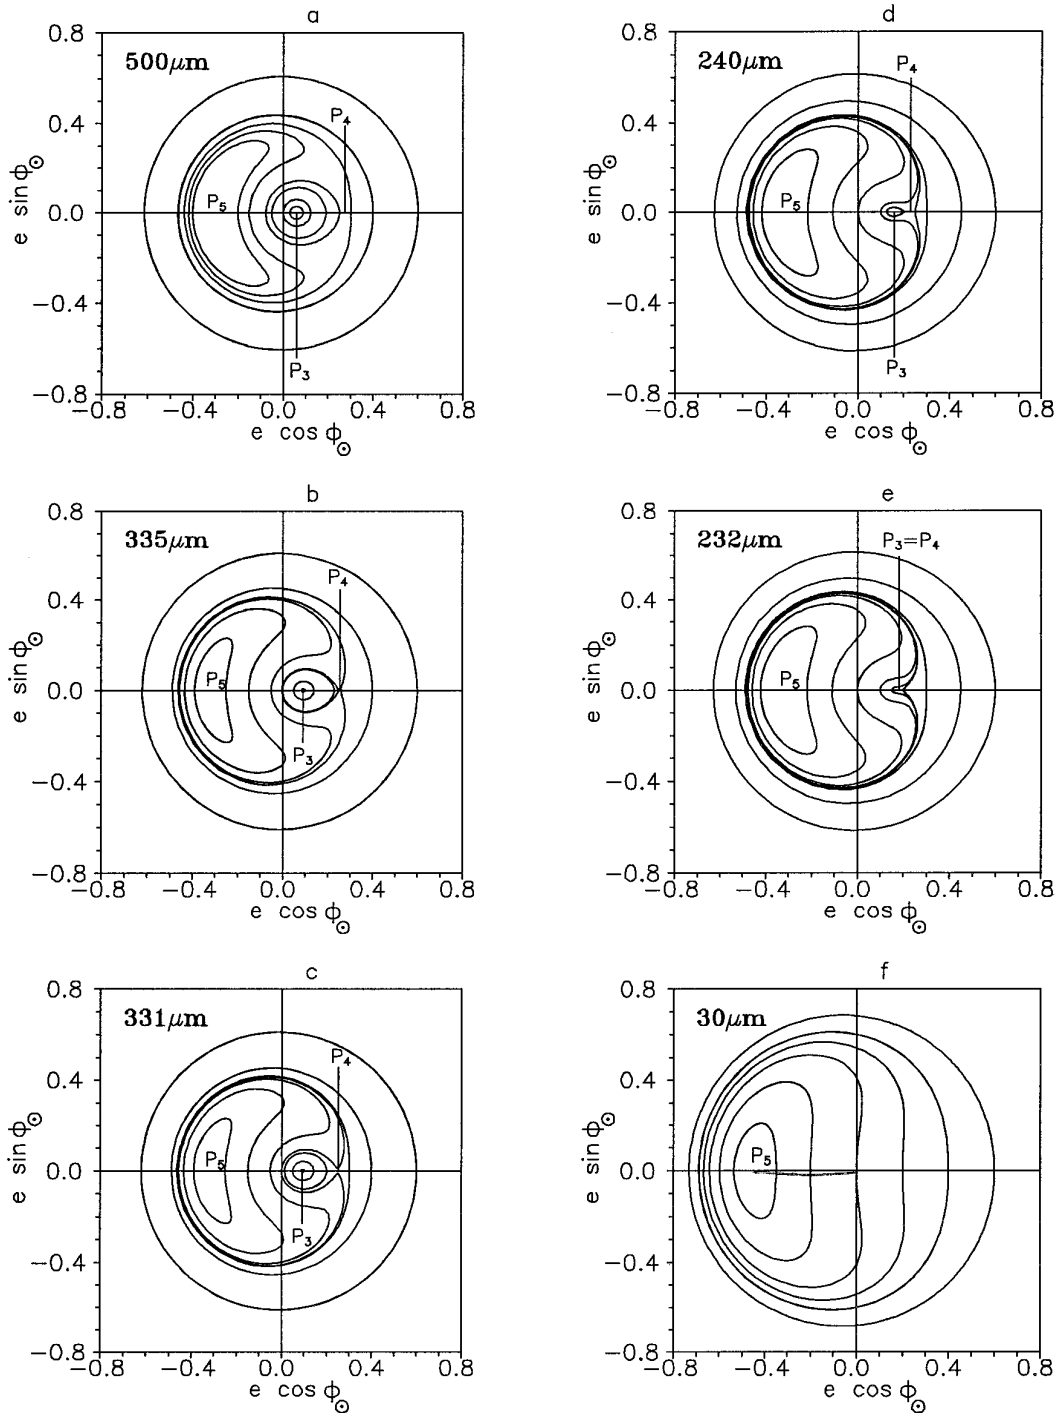 a
500μm
P₄
P₅
P₃
0.8
0.4
0.0
−0.4
−0.8
e sin ϕ☉
−0.8 −0.4 0.0 0.4 0.8
e cos ϕ☉
b
335μm
P₄
P₅
P₃
0.8
0.4
0.0
−0.4
−0.8
e sin ϕ☉
−0.8 −0.4 0.0 0.4 0.8
e cos ϕ☉
c
331μm
P₄
P₅
P₃
0.8
0.4
0.0
−0.4
−0.8
e sin ϕ☉
−0.8 −0.4 0.0 0.4 0.8
e cos ϕ☉
d
240μm
P₄
P₅
P₃
0.8
0.4
0.0
−0.4
−0.8
e sin ϕ☉
−0.8 −0.4 0.0 0.4 0.8
e cos ϕ☉
e
232μm
P₃=P₄
P₅
0.8
0.4
0.0
−0.4
−0.8
e sin ϕ☉
−0.8 −0.4 0.0 0.4 0.8
e cos ϕ☉
f
30μm
P₅
0.8
0.4
0.0
−0.4
−0.8
e sin ϕ☉
−0.8 −0.4 0.0 0.4 0.8
e cos ϕ☉